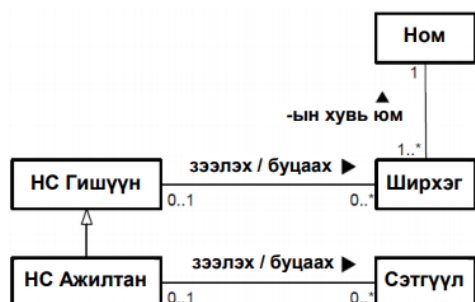 Ном
1
-ын хувь юм
1..*
НС Гишүүн
зээлэх / буцаах
Ширхэг
0..1
0..*
НС Ажилтан
зээлэх / буцаах
Сэтгүүл
0..1
0..*